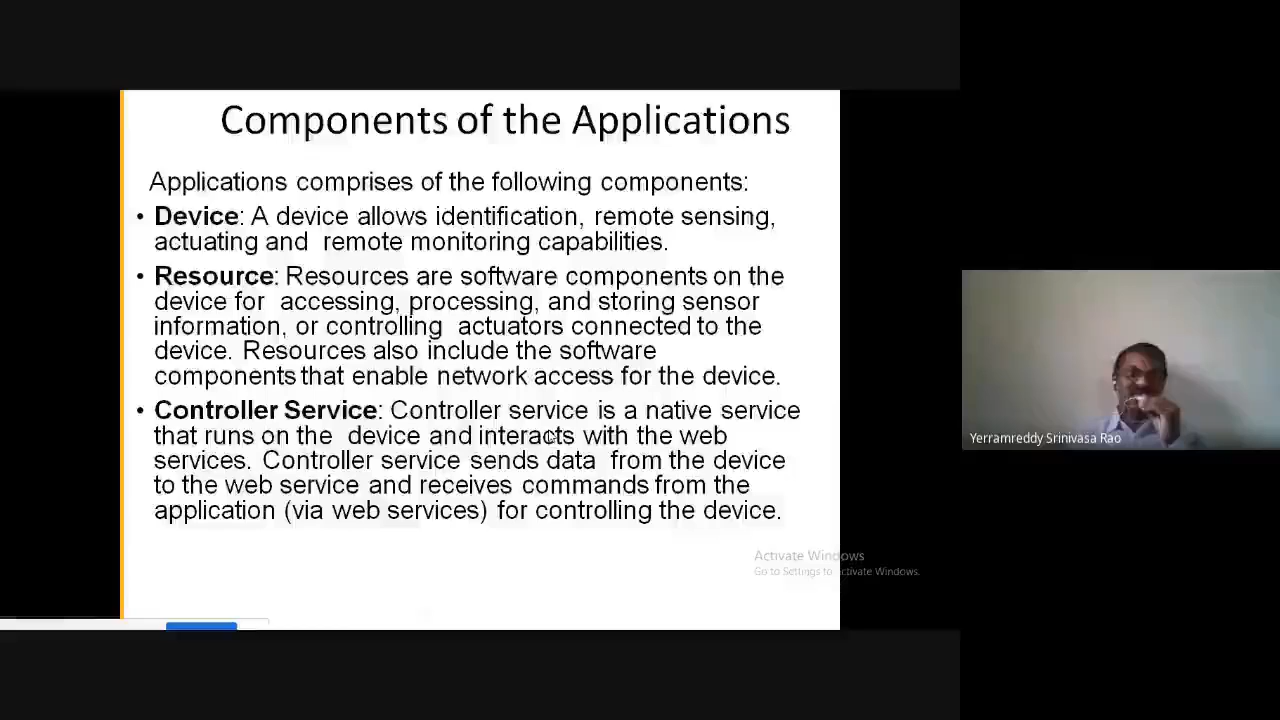 Components of the Applications
Applications comprises of the following components:
• Device: A device allows identification, remote sensing,
actuating and remote monitoring capabilities.
• Resource: Resources are software components on the
device for accessing, processing, and storing sensor
information, or controlling actuators connected to the
device. Resources also include the software
components that enable network access for the device.
• Controller Service: Controller service is a native service
that runs on the device and interacts with the web
services. Controller service sends data from the device
to the web service and receives commands from the
application (via web services) for controlling the device.
Yerramreddy Srinivasa Rao
Activate Windows
Go to Settings to activate Windows.